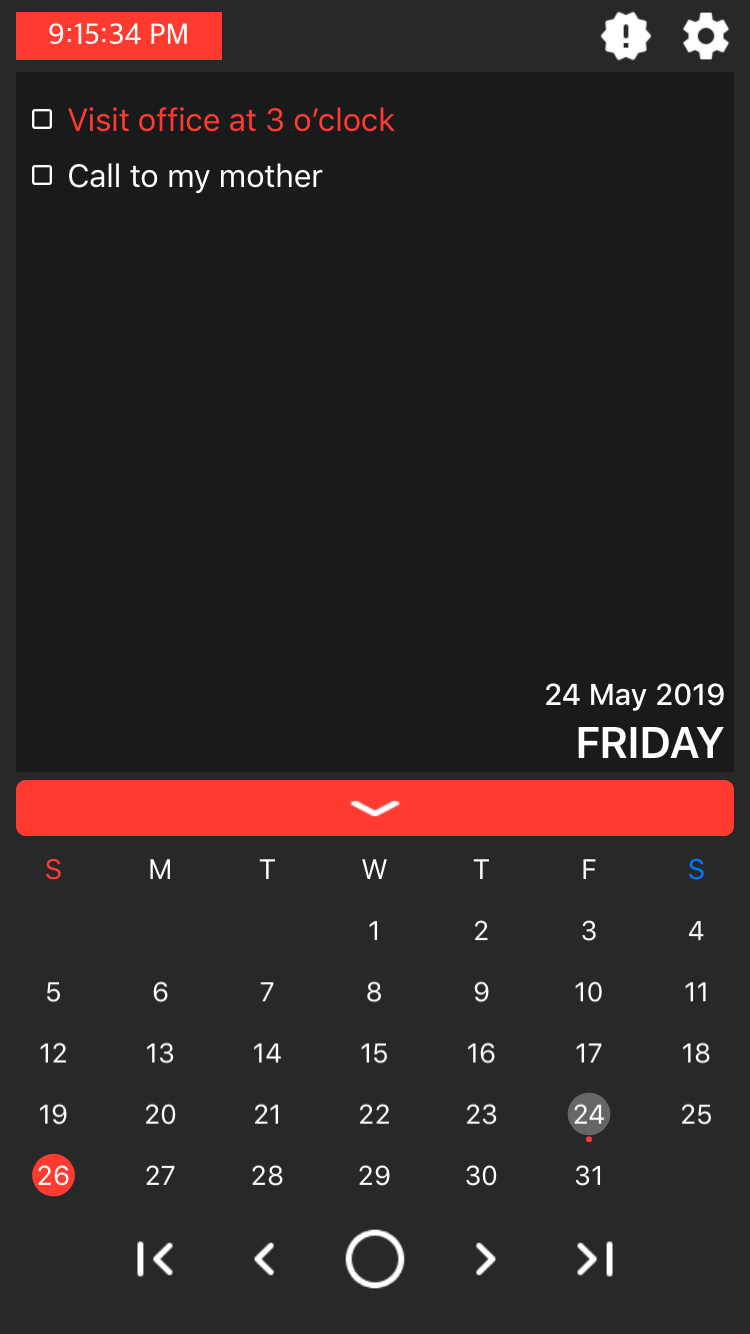 9:15:34 PM
Visit office at 3 o’clock
Call to my mother
24 May 2019
FRIDAY
S M T W T F S
1 2 3 4
5 6 7 8 9 10 11
12 13 14 15 16 17 18
19 20 21 22 23 24 25
26 27 28 29 30 31